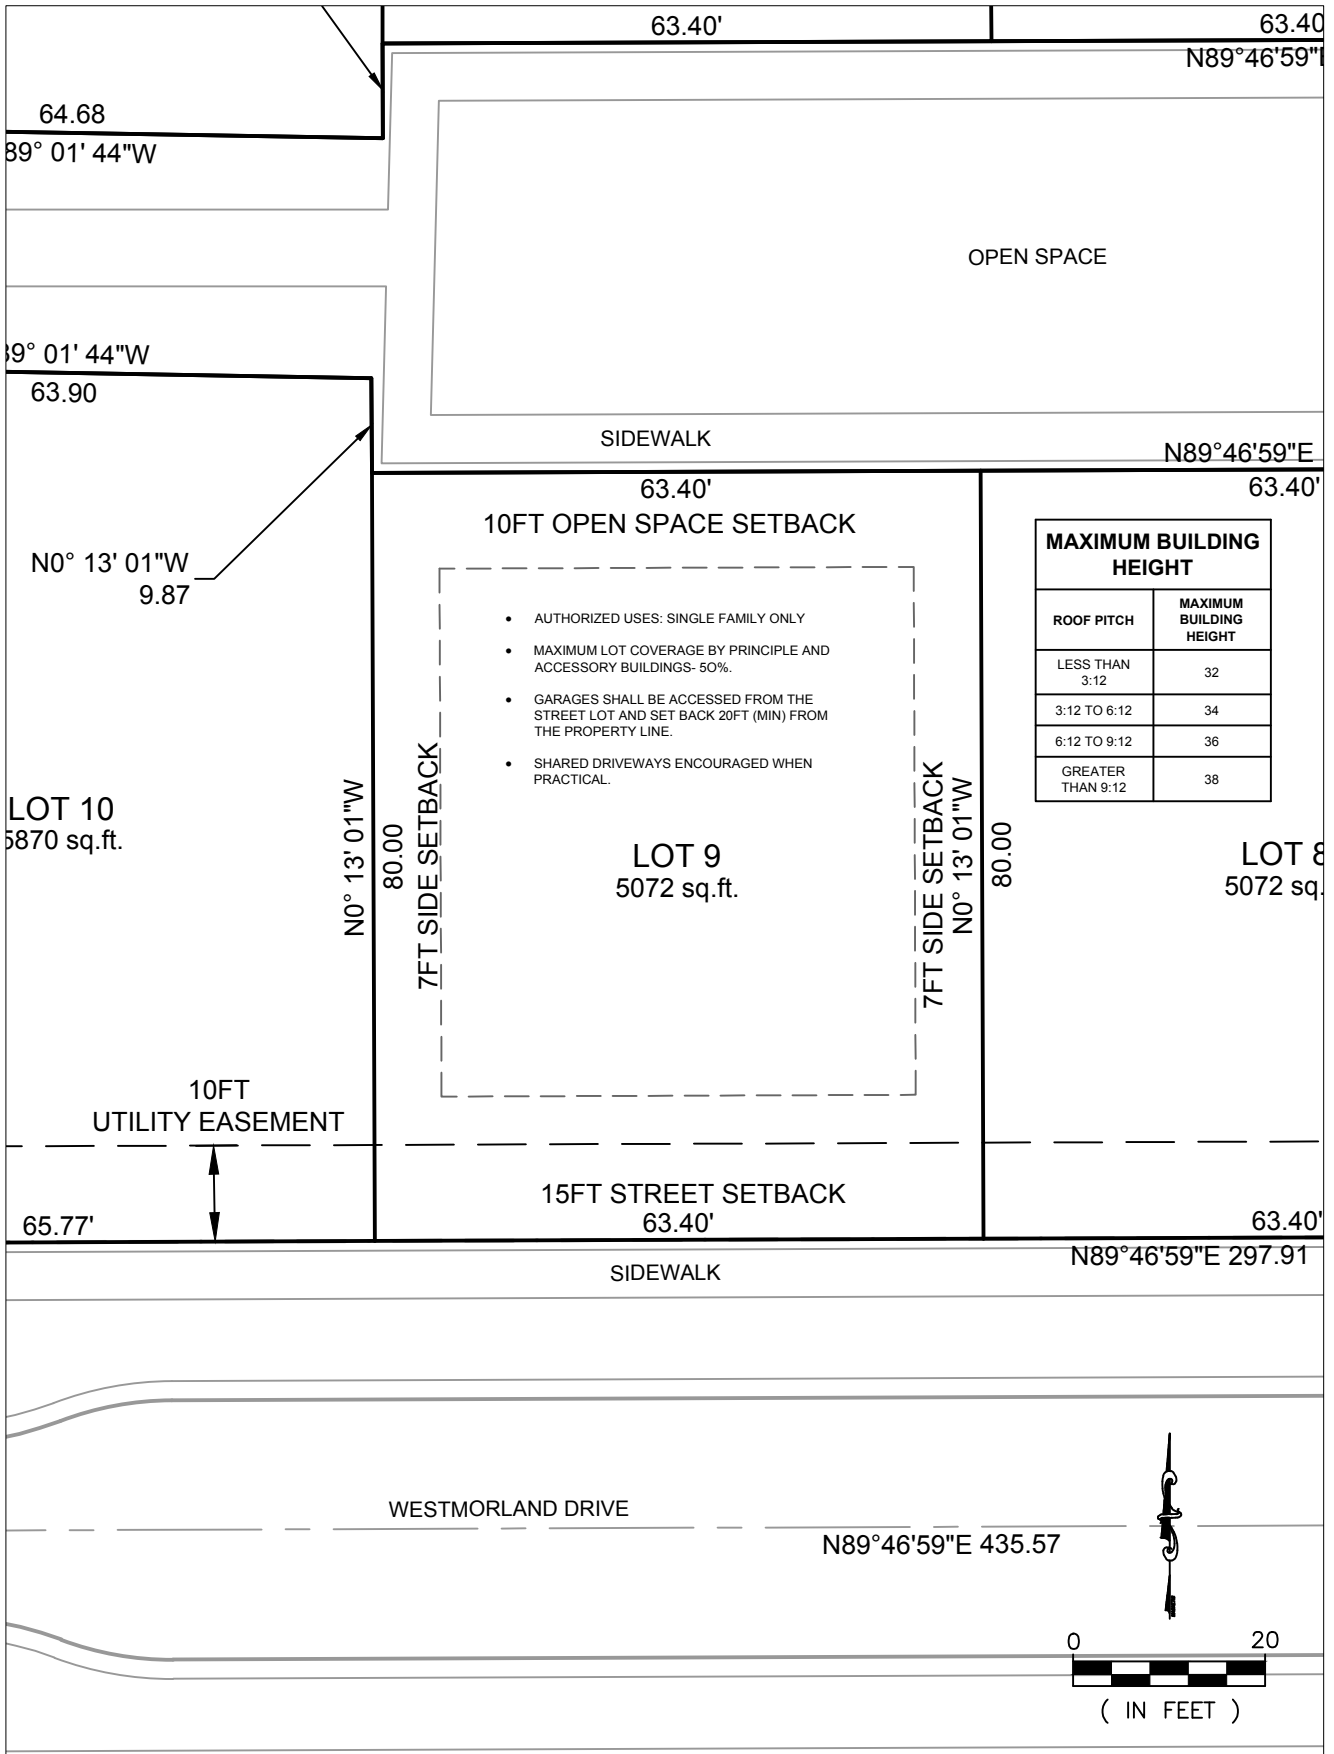 63.40'
63.40
N89°46'59"E
64.68
89° 01' 44"W
OPEN SPACE
39° 01' 44"W
63.90
SIDEWALK
N89°46'59"E
63.40'
63.40'
10FT OPEN SPACE SETBACK
N0° 13' 01"W
9.87
MAXIMUM BUILDING
HEIGHT
ROOF PITCH
MAXIMUM
BUILDING
HEIGHT
LESS THAN
3:12
32
3:12 TO 6:12
34
6:12 TO 9:12
36
GREATER
THAN 9:12
38
• AUTHORIZED USES: SINGLE FAMILY ONLY
• MAXIMUM LOT COVERAGE BY PRINCIPLE AND
ACCESSORY BUILDINGS- 5O%.
• GARAGES SHALL BE ACCESSED FROM THE
STREET LOT AND SET BACK 20FT (MIN) FROM
THE PROPERTY LINE.
• SHARED DRIVEWAYS ENCOURAGED WHEN
PRACTICAL.
LOT 10
5870 sq.ft.
N0° 13' 01"W
80.00
7FT SIDE SETBACK
LOT 9
5072 sq.ft.
7FT SIDE SETBACK
N0° 13' 01"W
80.00
LOT 8
5072 sq.
10FT
UTILITY EASEMENT
15FT STREET SETBACK
65.77'
63.40'
63.40'
N89°46'59"E 297.91
SIDEWALK
WESTMORLAND DRIVE
N89°46'59"E 435.57
0
20
( IN FEET )